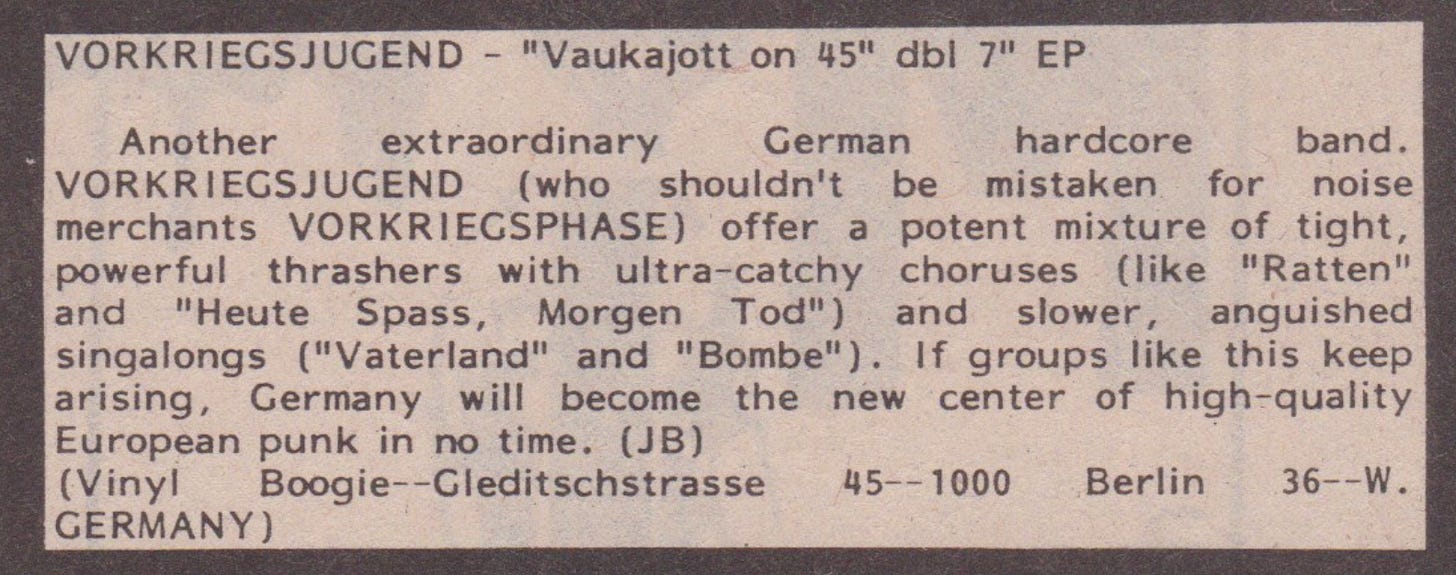 VORKRIEGSJUGEND - "Vaukajott on 45" dbl 7" EP
Another extraordinary German hardcore band.
VORKRIEGSJUGEND (who shouldn't be mistaken for noise
merchants VORKRIEGSPHASE) offer a potent mixture of tight,
powerful thrashers with ultra-catchy choruses (like "Ratten"
and "Heute Spass, Morgen Tod") and slower, anguished
singalongs ("Vaterland" and "Bombe"). If groups like this keep
arising, Germany will become the new center of high-quality
European punk in no time. (JB)
(Vinyl Boogie--Gleditschstrasse 45--1000 Berlin 36--W.
GERMANY)